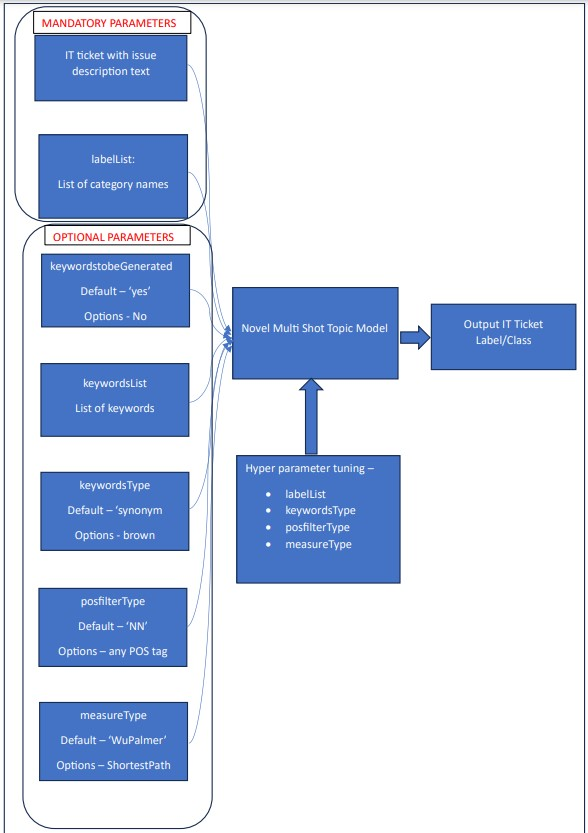 MANDATORY PARAMETERS
IT ticket with issue
description text
labelList:
List of category names
OPTIONAL PARAMETERS
keywordstobeGenerated
Default – ‘yes’
Options - No
keywordsList
List of keywords
keywordsType
Default – ‘synonym
Options - brown
posfilterType
Default – ‘NN’
Options – any POS tag
measureType
Default – ‘WuPalmer’
Options – ShortestPath
Novel Multi Shot Topic Model
Hyper parameter tuning –
• labelList
• keywordsType
• posfilterType
• measureType
Output IT Ticket
Label/Class